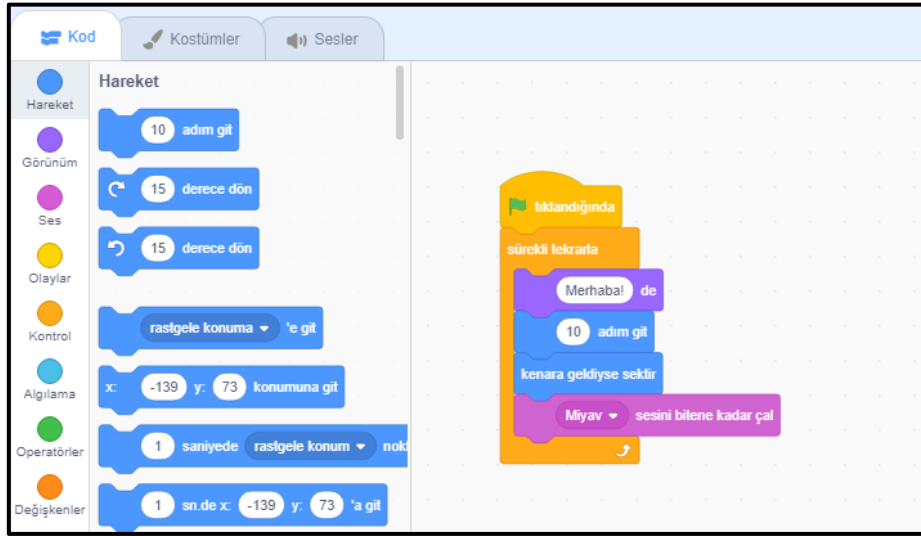 Kod
Kostümler
Sesler
Hareket
Görünüm
Ses
Olaylar
Kontrol
Algılama
Operatörler
Değişkenler
Hareket
10 adım git
15 derece dön
15 derece dön
rastgele konuma 'e git
x: -139 y: 73 konumuna git
1 saniyede rastgele konum nokt
1 sn.de x: -139 y: 73 'a git
tıklandığında
sürekli tekrarla
Merhaba! de
10 adım git
kenara geldiyse sektir
Miyav sesini bitene kadar çal